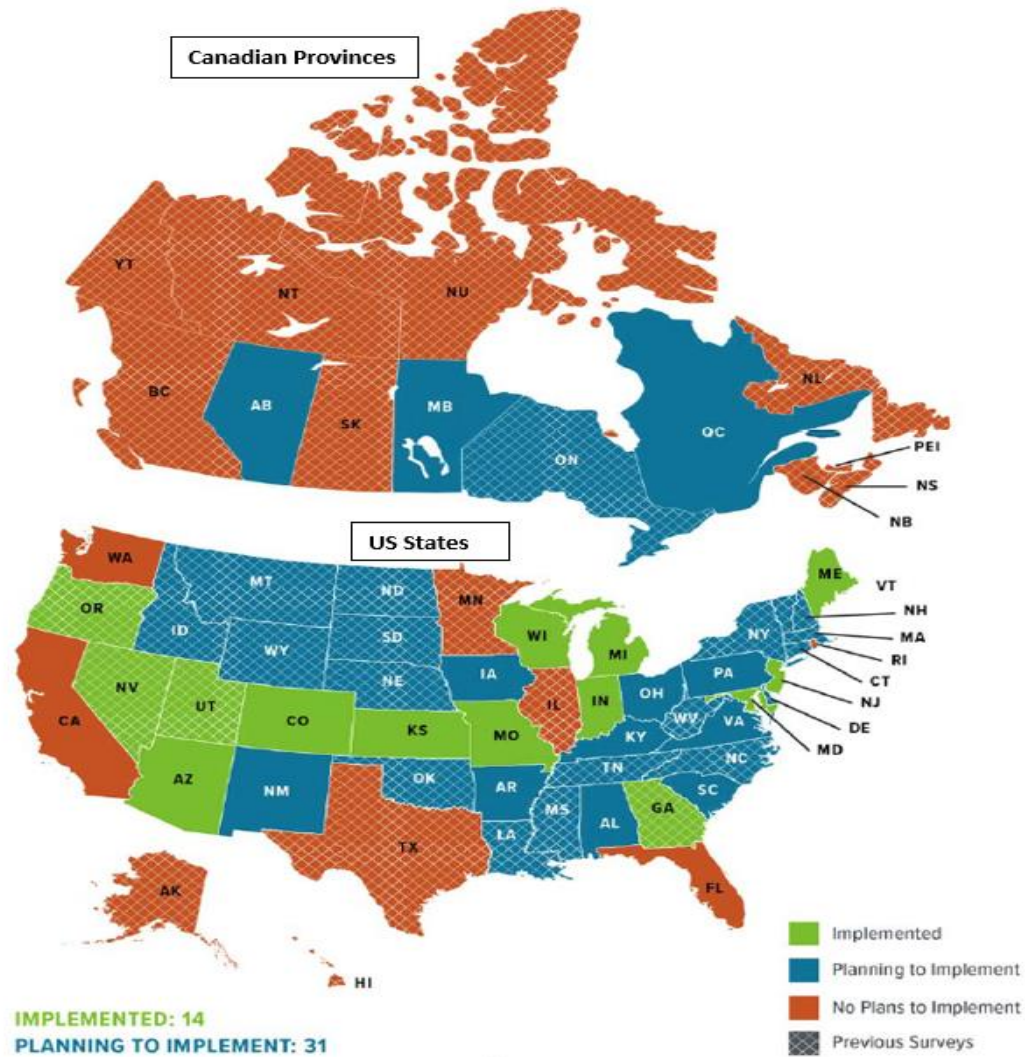 Canadian Provinces
YT
NT
NU
BC
AB
SK
MB
ON
QC
NL
PEI
NS
NB
US States
WA
MT
ND
MN
ME
VT
OR
ID
WY
SD
WI
MI
NY
NH
MA
RI
CT
NJ
DE
MD
NV
UT
CO
NE
IA
IL
IN
OH
PA
CA
KS
MO
KY
WV
VA
AZ
NM
OK
AR
TN
NC
SC
TX
LA
MS
AL
GA
FL
AK
HI
Implemented
Planning to Implement
No Plans to Implement
Previous Surveys
IMPLEMENTED: 14
PLANNING TO IMPLEMENT: 31